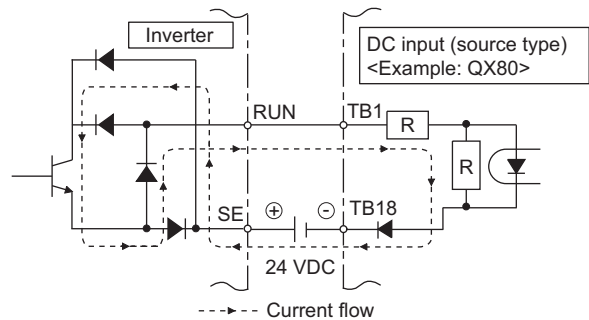 Inverter
DC input (source type)
<Example: QX80>
RUN
TB1
R
R
SE
⊕
⊖
TB18
24 VDC
Current flow